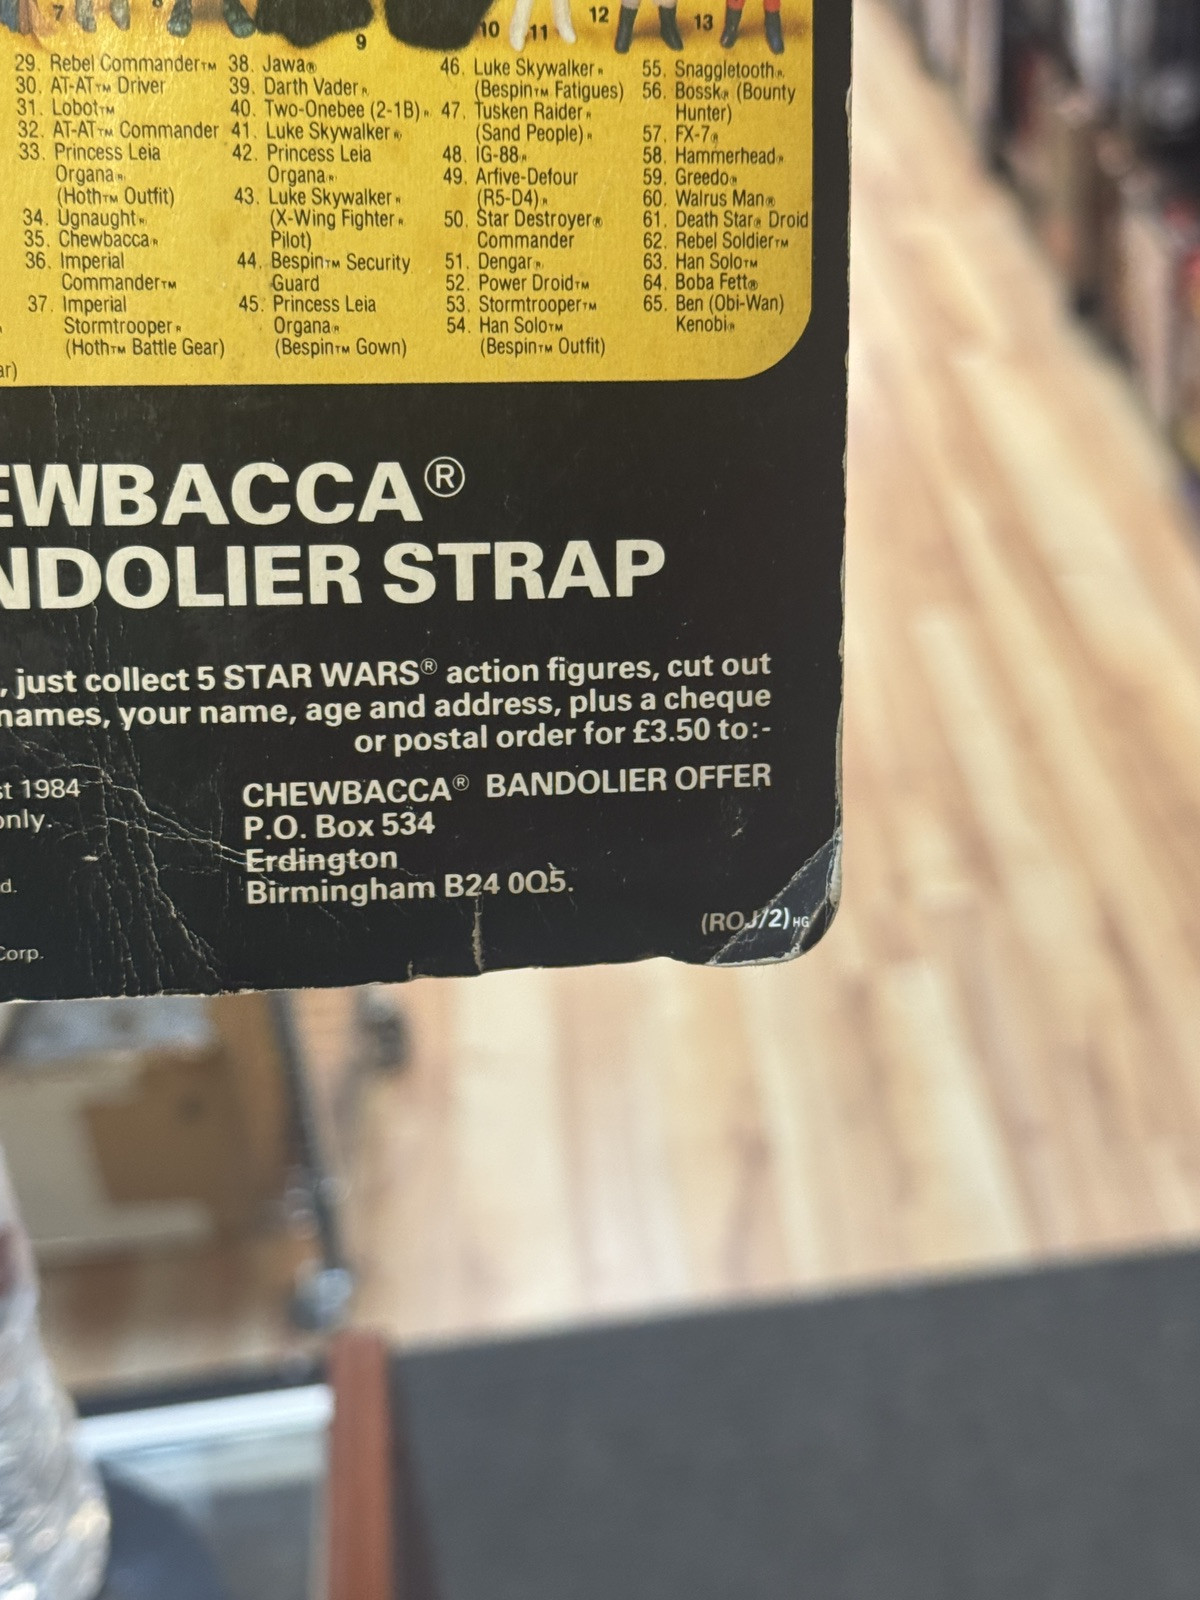 7 8 9 10 11 12 13
29. Rebel Commander™
30. AT-AT™ Driver
31. Lobot™
32. AT-AT™ Commander
33. Princess Leia
Organa®
(Hoth™ Outfit)
34. Ugnaught®
35. Chewbacca®
36. Imperial
Commander™
37. Imperial
Stormtrooper®
(Hoth™ Battle Gear)
ar)
38. Jawa®
39. Darth Vader®
40. Two-Onebee (2-1B)®
41. Luke Skywalker®
42. Princess Leia
Organa®
43. Luke Skywalker®
(X-Wing Fighter®
Pilot)
44. Bespin™ Security
Guard
45. Princess Leia
Organa®
(Bespin™ Gown)
46. Luke Skywalker®
(Bespin™ Fatigues)
47. Tusken Raider®
(Sand People)®
48. IG-88®
49. Arfive-Defour
(R5-D4)®
50. Star Destroyer®
Commander
51. Dengar®
52. Power Droid™
53. Stormtrooper™
54. Han Solo™
(Bespin™ Outfit)
55. Snaggletooth®
56. Bossk® (Bounty
Hunter)
57. FX-7®
58. Hammerhead®
59. Greedo®
60. Walrus Man®
61. Death Star® Droid
62. Rebel Soldier™
63. Han Solo™
64. Boba Fett®
65. Ben (Obi-Wan)
Kenobi®
EWBACCA®
NDOLIER STRAP
, just collect 5 STAR WARS® action figures, cut out
names, your name, age and address, plus a cheque
or postal order for £3.50 to:-
st 1984
only.
d.
Corp.
CHEWBACCA® BANDOLIER OFFER
P.O. Box 534
Erdington
Birmingham B24 0QS.
(ROJ/2) HG